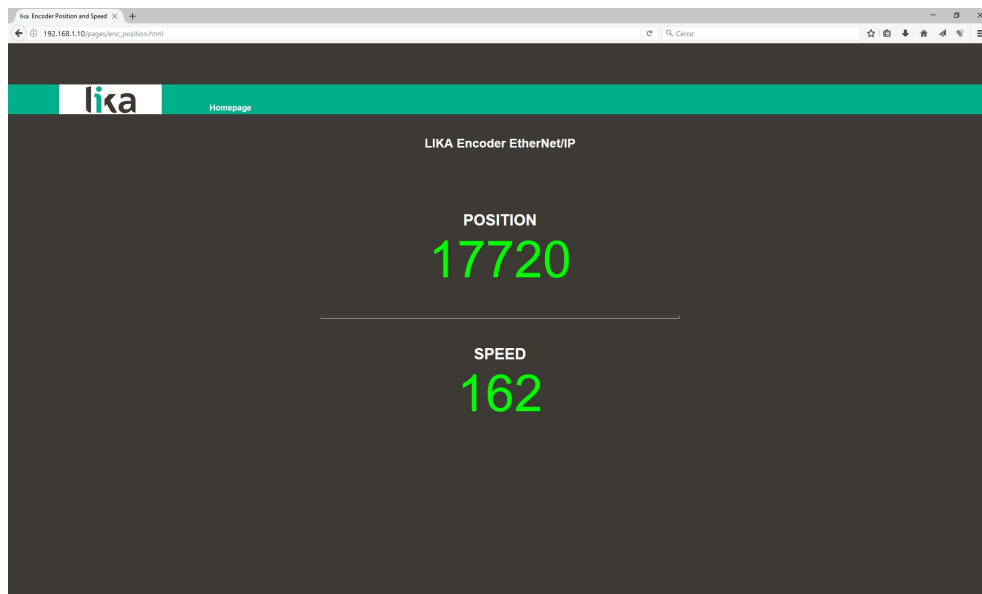 lika Encoder Position and Speed
192.168.1.10/pages/enc_position.html
Cerca
lika
Homepage
LIKA Encoder EtherNet/IP
POSITION
17720
SPEED
162